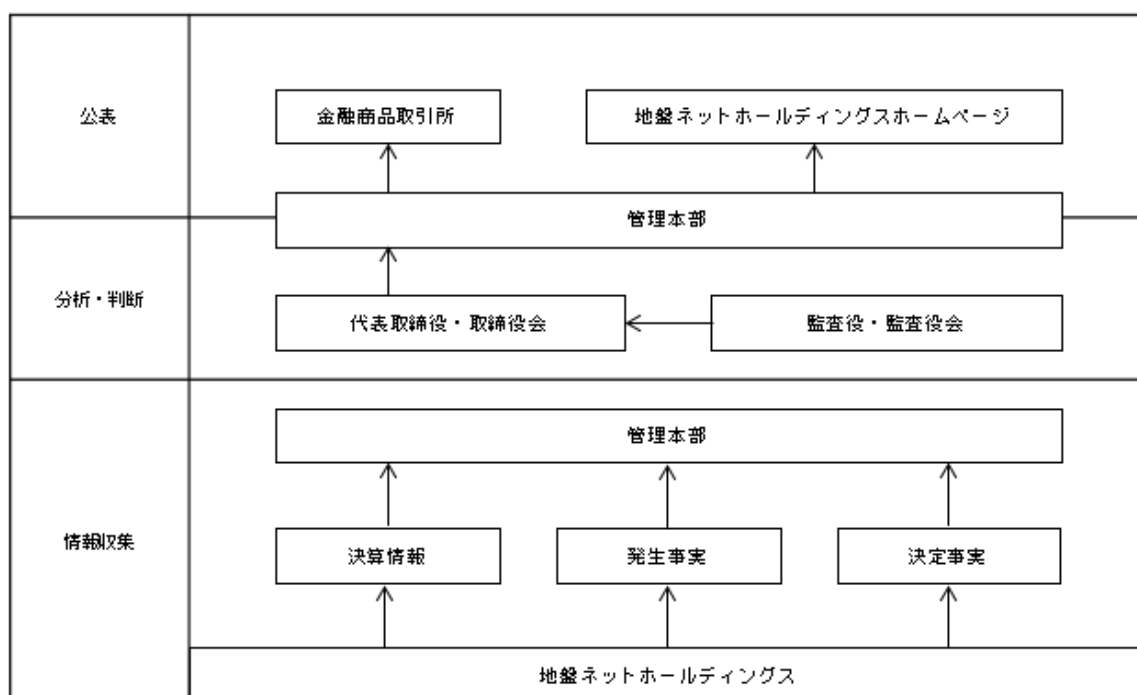 公表
金融商品取引所
地盤ネットホールディングスホームページ
管理本部
分析・判断
代表取締役・取締役会
監査役・監査役会
管理本部
情報収集
決算情報
発生事実
決定事実
地盤ネットホールディングス